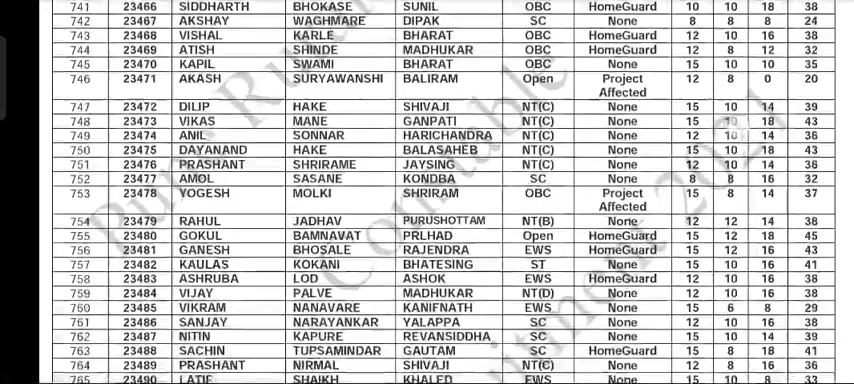 741 23466 SIDDHARTH BHOKASE SUNIL OBC HomeGuard 10 10 18 38
742 23467 AKSHAY WAGHMARE DIPAK SC None 8 8 8 24
743 23468 VISHAL KARLE BHARAT OBC HomeGuard 12 10 16 38
744 23469 ATISH SHINDE MADHUKAR OBC HomeGuard 12 8 12 32
745 23470 KAPIL SWAMI BHARAT OBC None 15 10 10 35
746 23471 AKASH SURYAWANSHI BALIRAM Open Project 12 8 0 20
Affected
747 23472 DILIP HAKE SHIVAJI NT(C) None 15 10 14 39
748 23473 VIKAS MANE GANPATI NT(C) None 15 10 18 43
749 23474 ANIL SONNAR HARICHANDRA NT(C) None 12 10 14 36
750 23475 DAYANAND HAKE BALASAHEB NT(C) None 15 10 18 43
751 23476 PRASHANT SHRIRAME JAYSING NT(C) None 12 10 14 36
752 23477 AMOL SASANE KONDBA SC None 8 8 16 32
753 23478 YOGESH MOLKI SHRIRAM OBC Project 15 8 14 37
Affected
754 23479 RAHUL JADHAV PURUSHOTTAM NT(B) None 12 12 14 38
755 23480 GOKUL BAMNAVAT PRLHAD Open HomeGuard 15 12 18 45
756 23481 GANESH BHOSALE RAJENDRA EWS HomeGuard 15 12 16 43
757 23482 KAULAS KOKANI BHATESING ST None 15 10 16 41
758 23483 ASHRUBA LOD ASHOK EWS HomeGuard 12 10 16 38
759 23484 VIJAY PALVE MADHUKAR NT(D) None 12 10 16 38
760 23485 VIKRAM NANAVARE KANIFNATH EWS None 15 6 8 29
761 23486 SANJAY NARAYANKAR YALAPPA SC None 12 10 16 38
762 23487 NITIN KAPURE REVANSIDDHA SC None 15 10 14 39
763 23488 SACHIN TUPSAMINDAR GAUTAM SC HomeGuard 15 8 18 41
764 23489 PRASHANT NIRMAL SHIVAJI NT(C) None 12 8 16 36
765 23490 LATIF SHAIKH KHALED EWS None 15 10 8 33